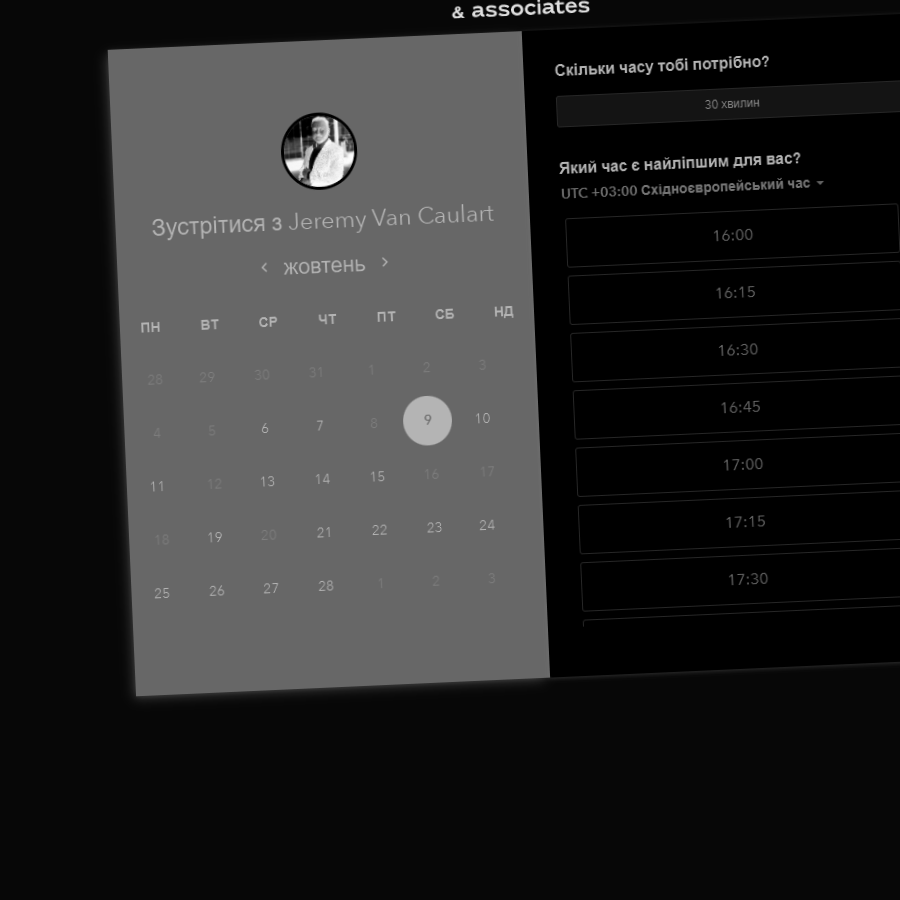 & associates
Зустрітися з Jeremy Van Caulart
жовтень
ПН ВТ СР ЧТ ПТ СБ НД
28 29 30 31 1 2 3
4 5 6 7 8 9 10
11 12 13 14 15 16 17
18 19 20 21 22 23 24
25 26 27 28 1 2 3
Скільки часу тобі потрібно?
30 хвилин
Який час є найліпшим для вас?
UTC +03:00 Східноєвропейський час
16:00
16:15
16:30
16:45
17:00
17:15
17:30